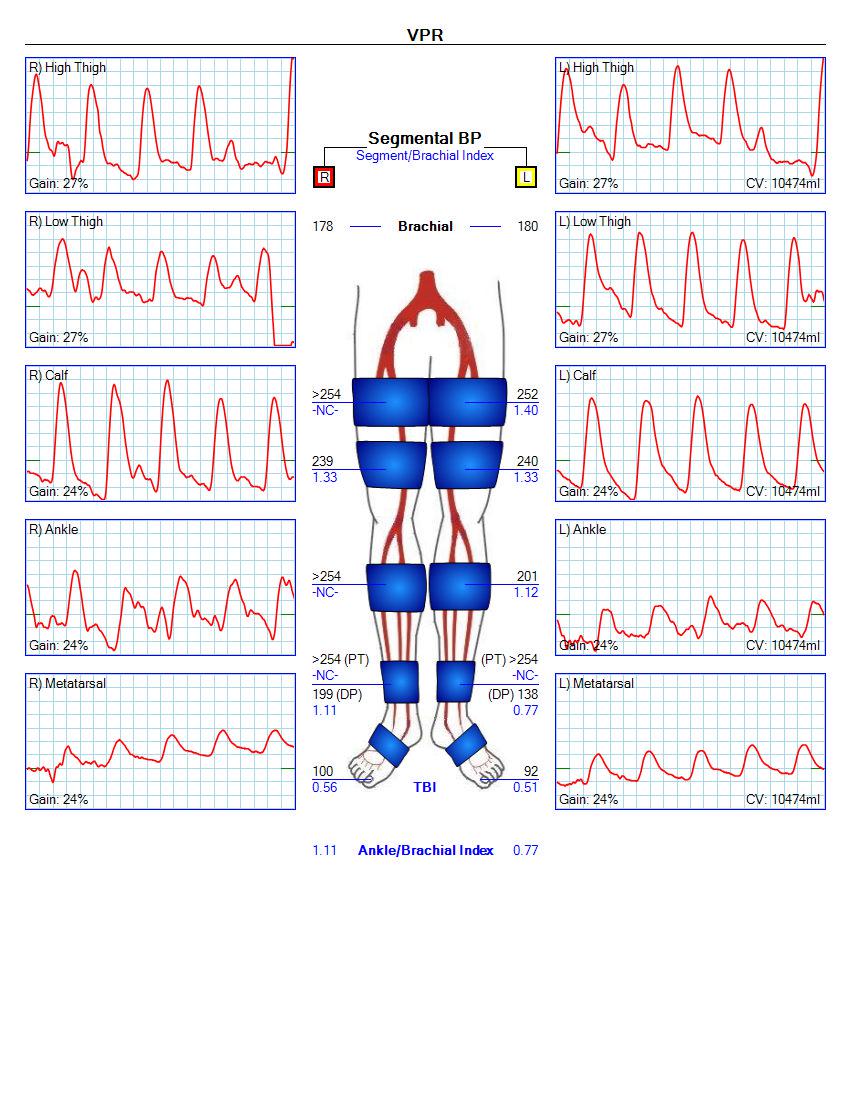 VPR
R) High Thigh
Gain: 27%
L) High Thigh
Gain: 27% CV: 10474ml
Segmental BP
Segment/Brachial Index
R L
178 Brachial 180
R) Low Thigh
Gain: 27%
L) Low Thigh
Gain: 27% CV: 10474ml
R) Calf
Gain: 24%
L) Calf
Gain: 24% CV: 10474ml
>254 252
-NC- 1.40
239 240
1.33 1.33
R) Ankle
Gain: 24%
L) Ankle
Gain: 24% CV: 10474ml
>254 201
-NC- 1.12
>254 (PT) (PT) >254
-NC- -NC-
199 (DP) (DP) 138
1.11 0.77
R) Metatarsal
Gain: 24%
L) Metatarsal
Gain: 24% CV: 10474ml
100 92
0.56 TBI 0.51
1.11 Ankle/Brachial Index 0.77